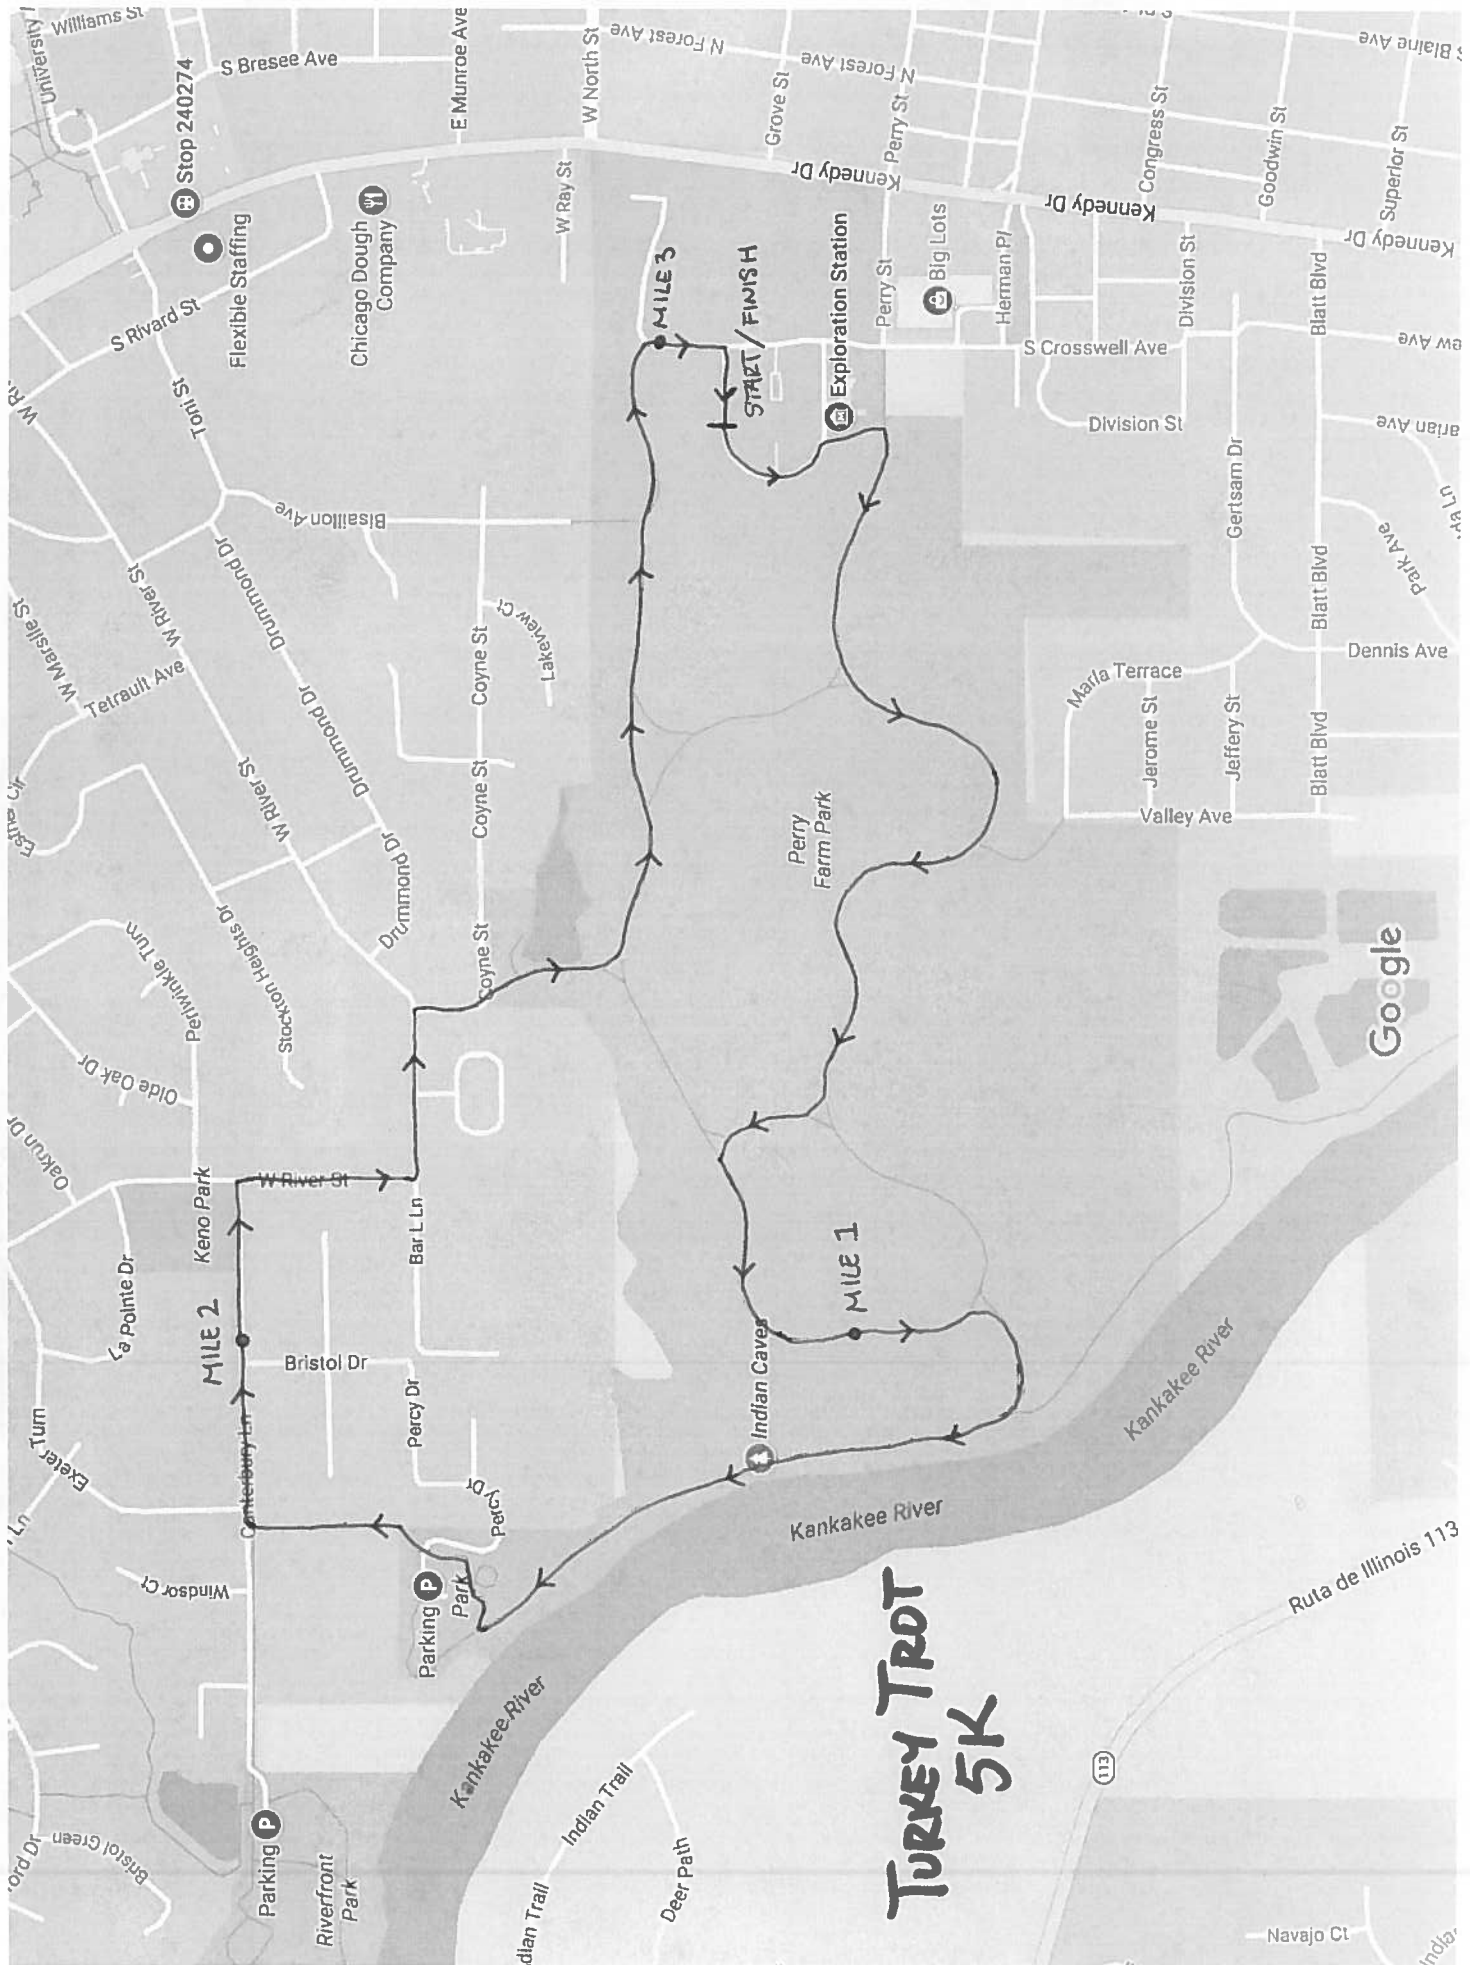 Williams St
S Bresee Ave
E Munroe Ave
W North St
N Forest Ave
N Forest Ave
S Blaine Ave
Stop 240274
Flexible Staffing
S Rivard St
Chicago Dough
Company
W Ray St
Grove St
Perry St
Kennedy Dr
Kennedy Dr
Kennedy Dr
Congress St
Goodwin St
Superior St
MILE 3
START/FINISH
Exploration Station
Perry St
Big Lots
Herman Pl
S Crosswell Ave
Division St
Division St
Blatt Blvd
Toni St
Bisaillon Ave
Drummond Dr
Drummond Dr
Drummond Dr
Drummond Dr
W River St
W River St
W River St
W Marsile St
Tetrault Ave
Coyne St
Coyne St
Coyne St
Lakeview Ct
Gertsam Dr
Blatt Blvd
Park Ave
Dennis Ave
Marla Terrace
Jerome St
Jeffery St
Blatt Blvd
Valley Ave
Perry
Farm Park
Periwinkle Turn
Periwinkle
Stockton Heights Dr
Olde Oak Dr
Oakrun Dr
Keno Park
W River St
Bar L Ln
La Pointe Dr
MILE 2
Bristol Dr
Percy Dr
Percy Dr
Canterbury Ln
Exeter Turn
Windsor Ct
MILE 1
Indian Caves
Kankakee River
Kankakee River
Kankakee River
Google
Parking
P
Park
Parking
P
Riverfront
Park
Bristol Green
Indian Trail
Deer Path
TURKEY TROT
5K
Ruta de Illinois 113
113
Navajo Ct